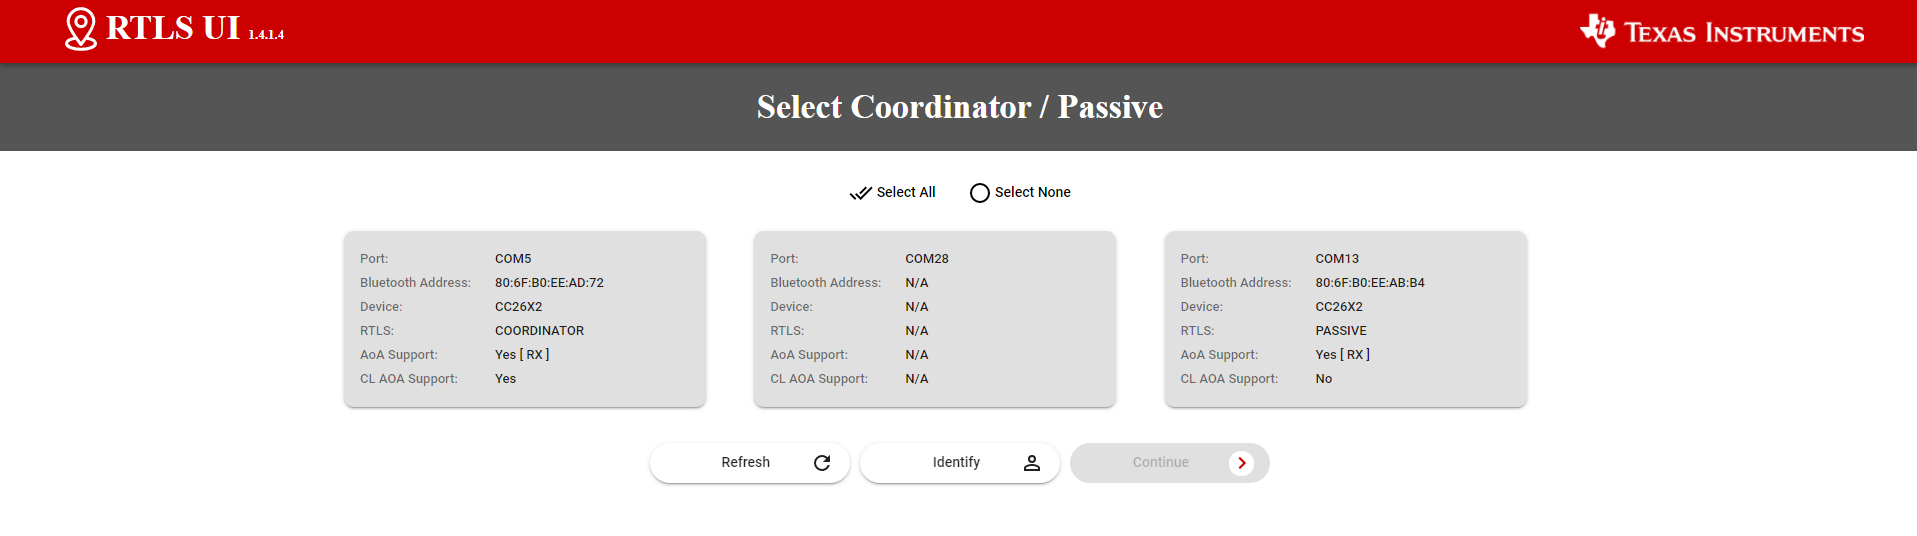 RTLS UI 1.4.1.4
TEXAS INSTRUMENTS
Select Coordinator / Passive
Select All
Select None
Port: COM5
Bluetooth Address: 80:6F:B0:EE:AD:72
Device: CC26X2
RTLS: COORDINATOR
AoA Support: Yes [ RX ]
CL AOA Support: Yes
Port: COM28
Bluetooth Address: N/A
Device: N/A
RTLS: N/A
AoA Support: N/A
CL AOA Support: N/A
Port: COM13
Bluetooth Address: 80:6F:B0:EE:AB:B4
Device: CC26X2
RTLS: PASSIVE
AoA Support: Yes [ RX ]
CL AOA Support: No
Refresh
Identify
Continue